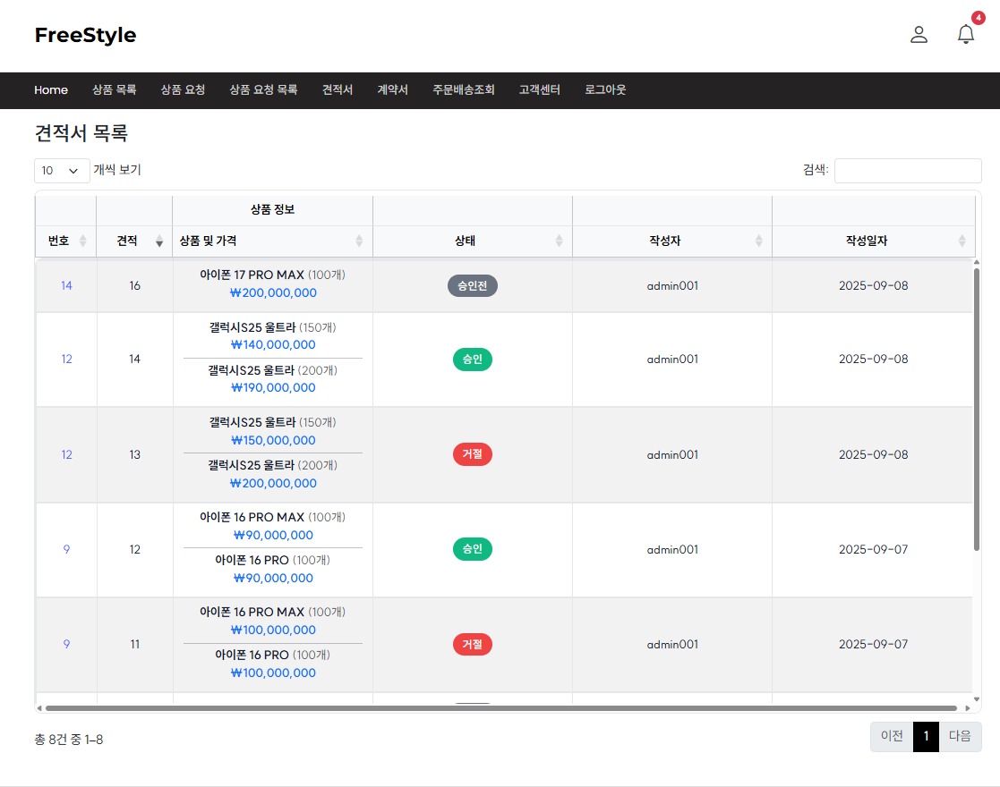 FreeStyle
4
Home 상품 목록 상품 요청 상품 요청 목록 견적서 계약서 주문배송조회 고객센터 로그아웃
견적서 목록
10 개씩 보기 검색:
상품 정보
번호 견적 상품 및 가격 상태 작성자 작성일자
14 16 아이폰 17 PRO MAX (100개) 승인전 admin001 2025-09-08
₩200,000,000
12 14 갤럭시S25 울트라 (150개) 승인 admin001 2025-09-08
₩140,000,000
갤럭시S25 울트라 (200개)
₩190,000,000
12 13 갤럭시S25 울트라 (150개) 거절 admin001 2025-09-08
₩150,000,000
갤럭시S25 울트라 (200개)
₩200,000,000
9 12 아이폰 16 PRO MAX (100개) 승인 admin001 2025-09-07
₩90,000,000
아이폰 16 PRO (100개)
₩90,000,000
9 11 아이폰 16 PRO MAX (100개) 거절 admin001 2025-09-07
₩100,000,000
아이폰 16 PRO (100개)
₩100,000,000
총 8건 중 1–8 이전 1 다음